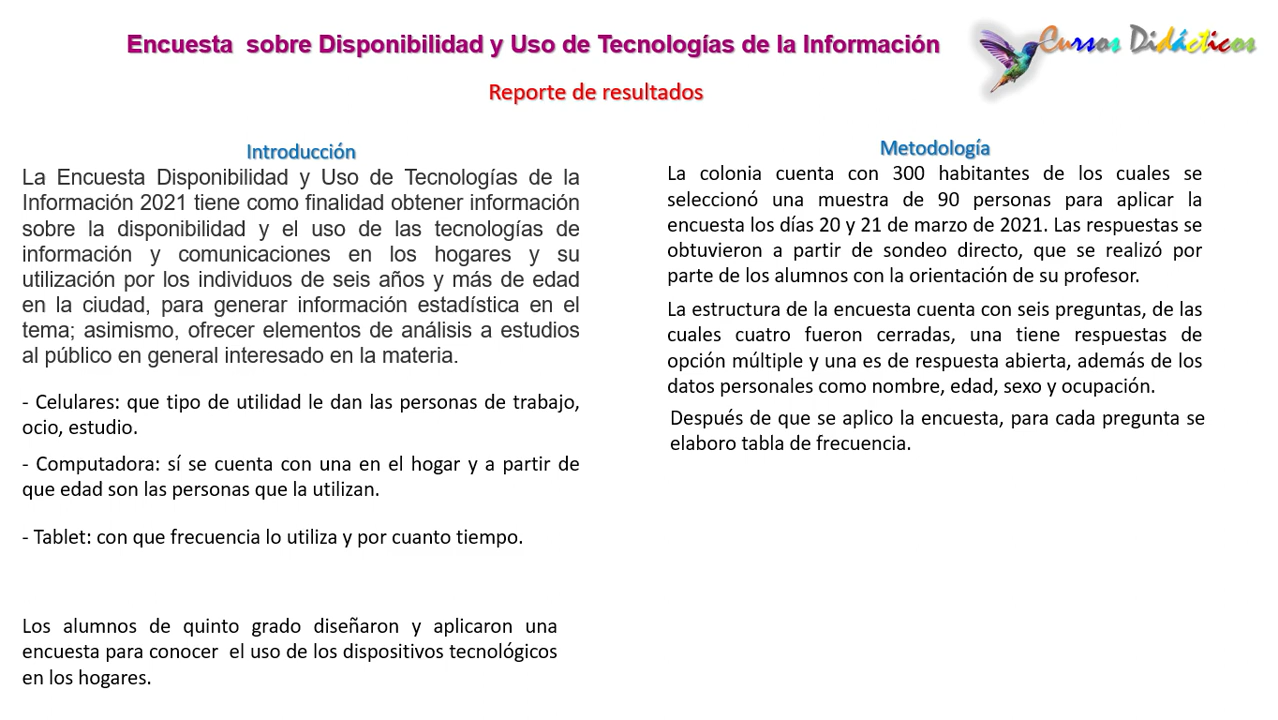 Encuesta  sobre Disponibilidad y Uso de Tecnologías de la Información
Cursos Didácticos
Reporte de resultados
Introducción
La Encuesta Disponibilidad y Uso de Tecnologías de la
Información 2021 tiene como finalidad obtener información
sobre la disponibilidad y el uso de las tecnologías de
información y comunicaciones en los hogares y su
utilización por los individuos de seis años y más de edad
en la ciudad, para generar información estadística en el
tema; asimismo, ofrecer elementos de análisis a estudios
al público en general interesado en la materia.
- Celulares: que tipo de utilidad le dan las personas de trabajo,
ocio, estudio.
- Computadora: sí se cuenta con una en el hogar y a partir de
que edad son las personas que la utilizan.
- Tablet: con que frecuencia lo utiliza y por cuanto tiempo.
Los alumnos de quinto grado diseñaron y aplicaron una
encuesta para conocer  el uso de los dispositivos tecnológicos
en los hogares.
Metodología
La colonia cuenta con 300 habitantes de los cuales se
seleccionó una muestra de 90 personas para aplicar la
encuesta los días 20 y 21 de marzo de 2021. Las respuestas se
obtuvieron a partir de sondeo directo, que se realizó por
parte de los alumnos con la orientación de su profesor.
La estructura de la encuesta cuenta con seis preguntas, de las
cuales cuatro fueron cerradas, una tiene respuestas de
opción múltiple y una es de respuesta abierta, además de los
datos personales como nombre, edad, sexo y ocupación.
Después de que se aplico la encuesta, para cada pregunta se
elaboro tabla de frecuencia.